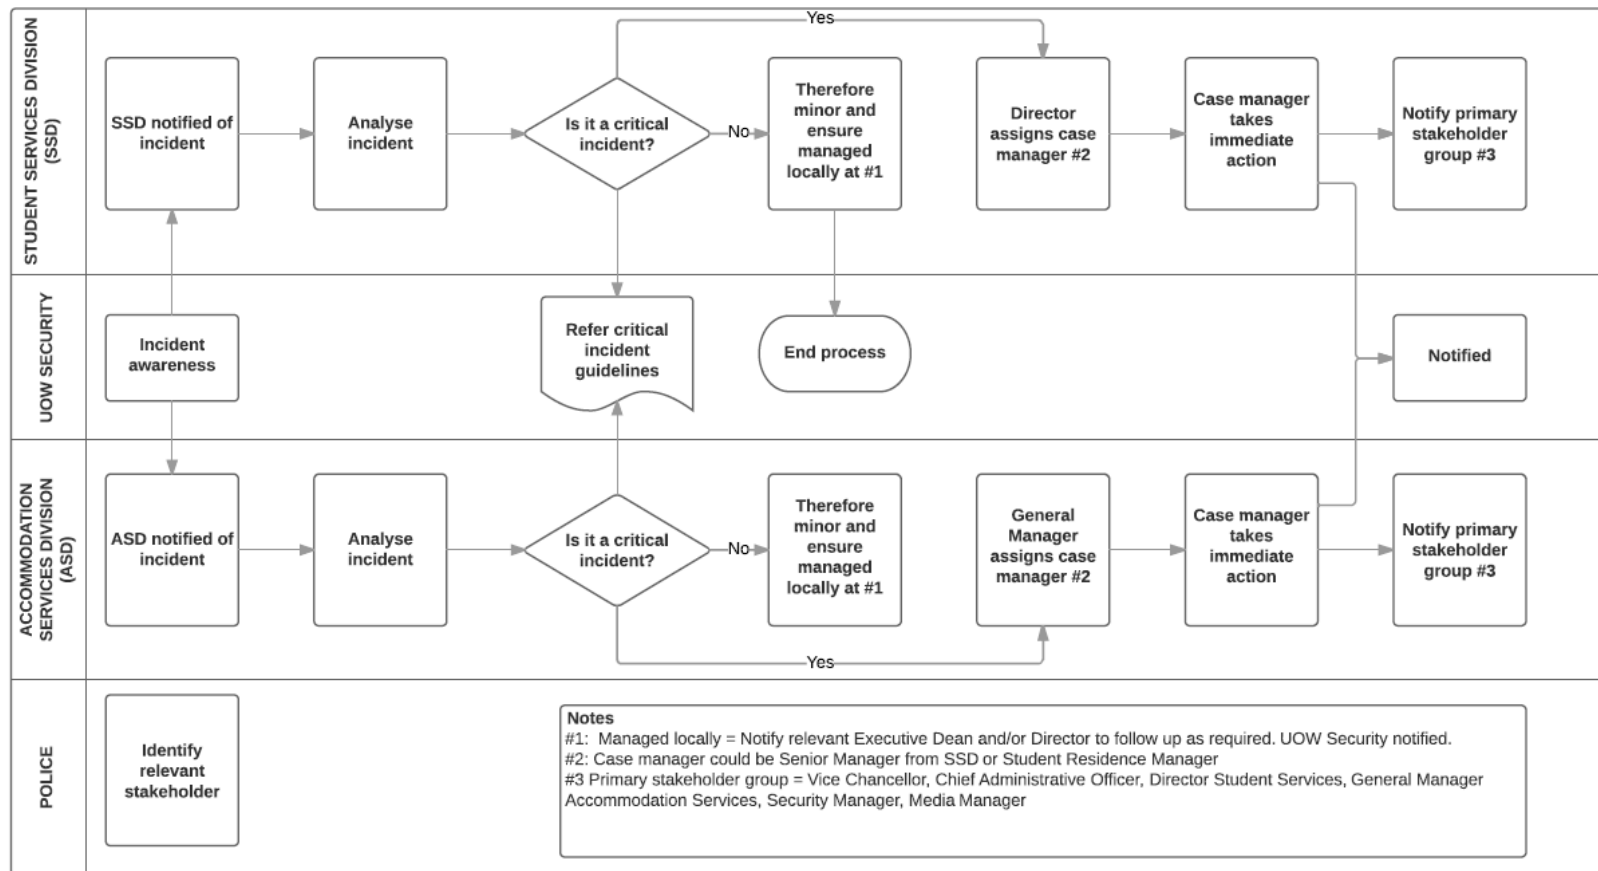 STUDENT SERVICES DIVISION
(SSD)
SSD notified of
incident
Analyse
incident
Is it a critical
incident?
Yes
No
Therefore
minor and
ensure
managed
locally at #1
Director
assigns case
manager #2
Case manager
takes
immediate
action
Notify primary
stakeholder
group #3
UOW SECURITY
Incident
awareness
Refer critical
incident
guidelines
End process
Notified
ACCOMMODATION
SERVICES DIVISION
(ASD)
ASD notified of
incident
Analyse
incident
Is it a critical
incident?
No
Yes
Therefore
minor and
ensure
managed
locally at #1
General
Manager
assigns case
manager #2
Case manager
takes
immediate
action
Notify primary
stakeholder
group #3
POLICE
Identify
relevant
stakeholder
Notes
#1:  Managed locally = Notify relevant Executive Dean and/or Director to follow up as required. UOW Security notified.
#2: Case manager could be Senior Manager from SSD or Student Residence Manager
#3 Primary stakeholder group = Vice Chancellor, Chief Administrative Officer, Director Student Services, General Manager
Accommodation Services, Security Manager, Media Manager